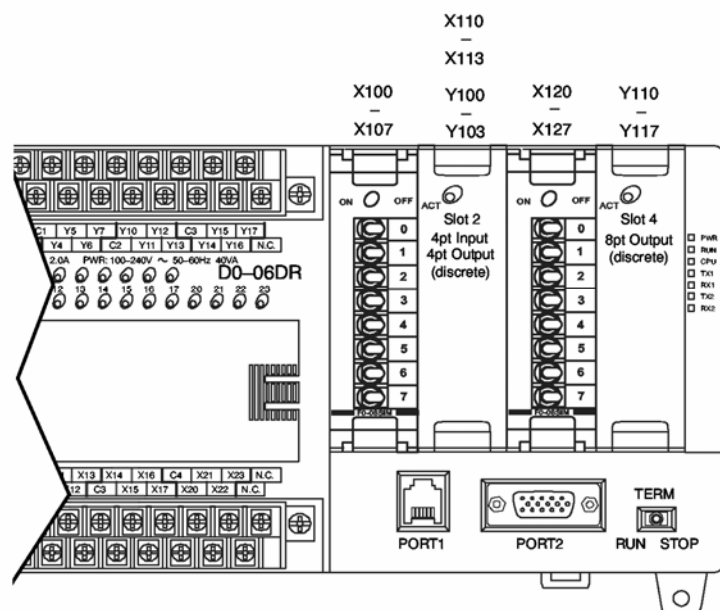 X110
–
X113
X100 Y100 X120 Y110
– – – –
X107 Y103 X127 Y117
ON OFF ACT ON OFF ACT
Slot 2
4pt Input
4pt Output
(discrete)
Slot 4
8pt Output
(discrete)
0 0
1 1
2 2
3 3
4 4
5 5
6 6
7 7
F0-08SIM F0-08SIM
PWR
RUN
CPU
TX1
RX1
TX2
RX2
C1 Y5 Y7 Y10 Y12 C3 Y15 Y17
Y4 Y6 C2 Y11 Y13 Y14 Y16 N.C.
2.0A PWR: 100-240V ~ 50-60Hz 40VA
D0-06DR
12 13 14 15 16 17 20 21 22 23
X13 X14 X16 C4 X21 X23 N.C.
12 C3 X15 X17 X20 X22 N.C.
PORT1 PORT2
TERM
RUN STOP